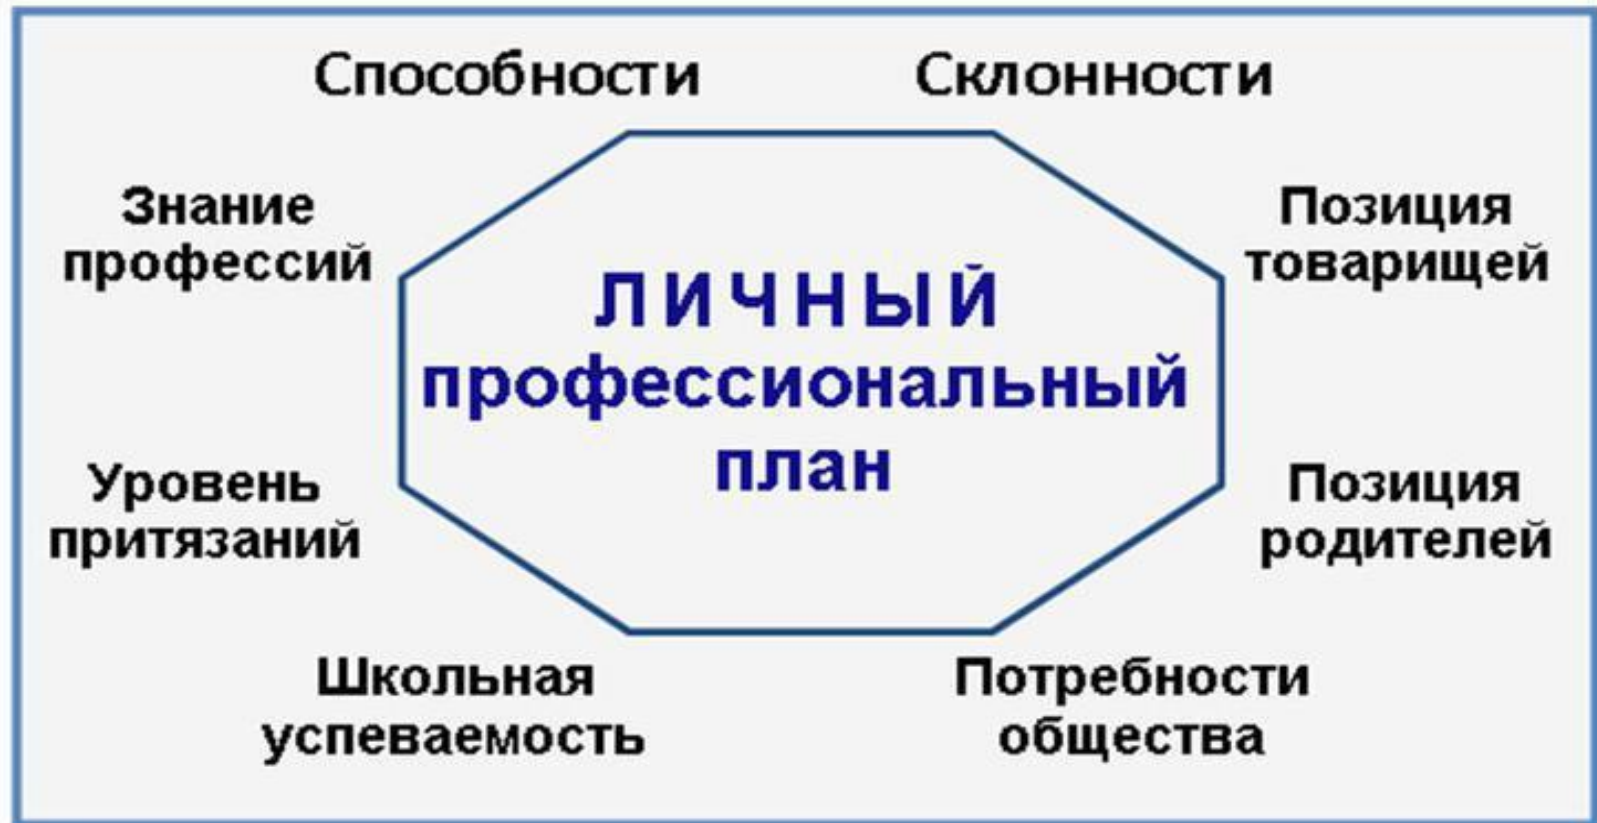 Способности
Склонности
Знание
профессий
Позиция
товарищей
ЛИЧНЫЙ
профессиональный
план
Уровень
притязаний
Позиция
родителей
Школьная
успеваемость
Потребности
общества